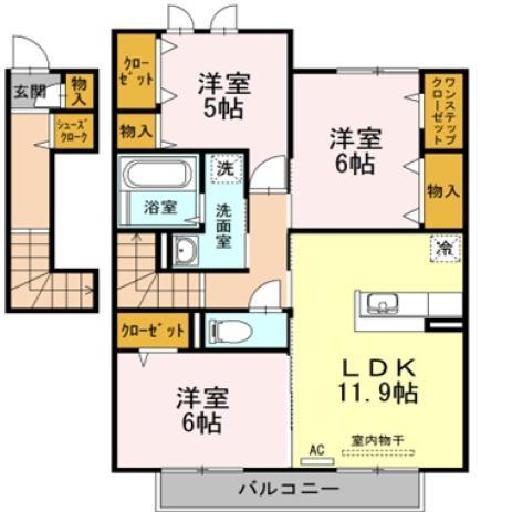 玄関
物入
シューズ
クローク
クロー
ゼット
洋室
5帖
物入
洋室
6帖
ワンステップ
クローゼット
物入
洗
浴室
洗面室
冷
クローゼット
洋室
6帖
LDK
11.9帖
室内物干
AC
バルコニー